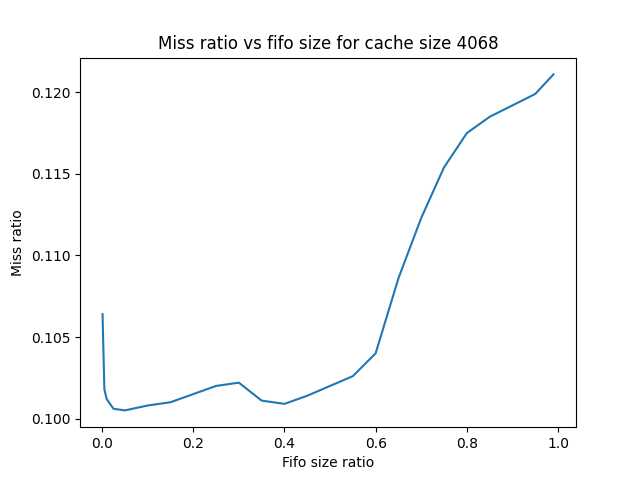 Miss ratio vs fifo size for cache size 4068
0.120
0.115
0.110
0.105
0.100
Miss ratio
0.0 0.2 0.4 0.6 0.8 1.0
Fifo size ratio